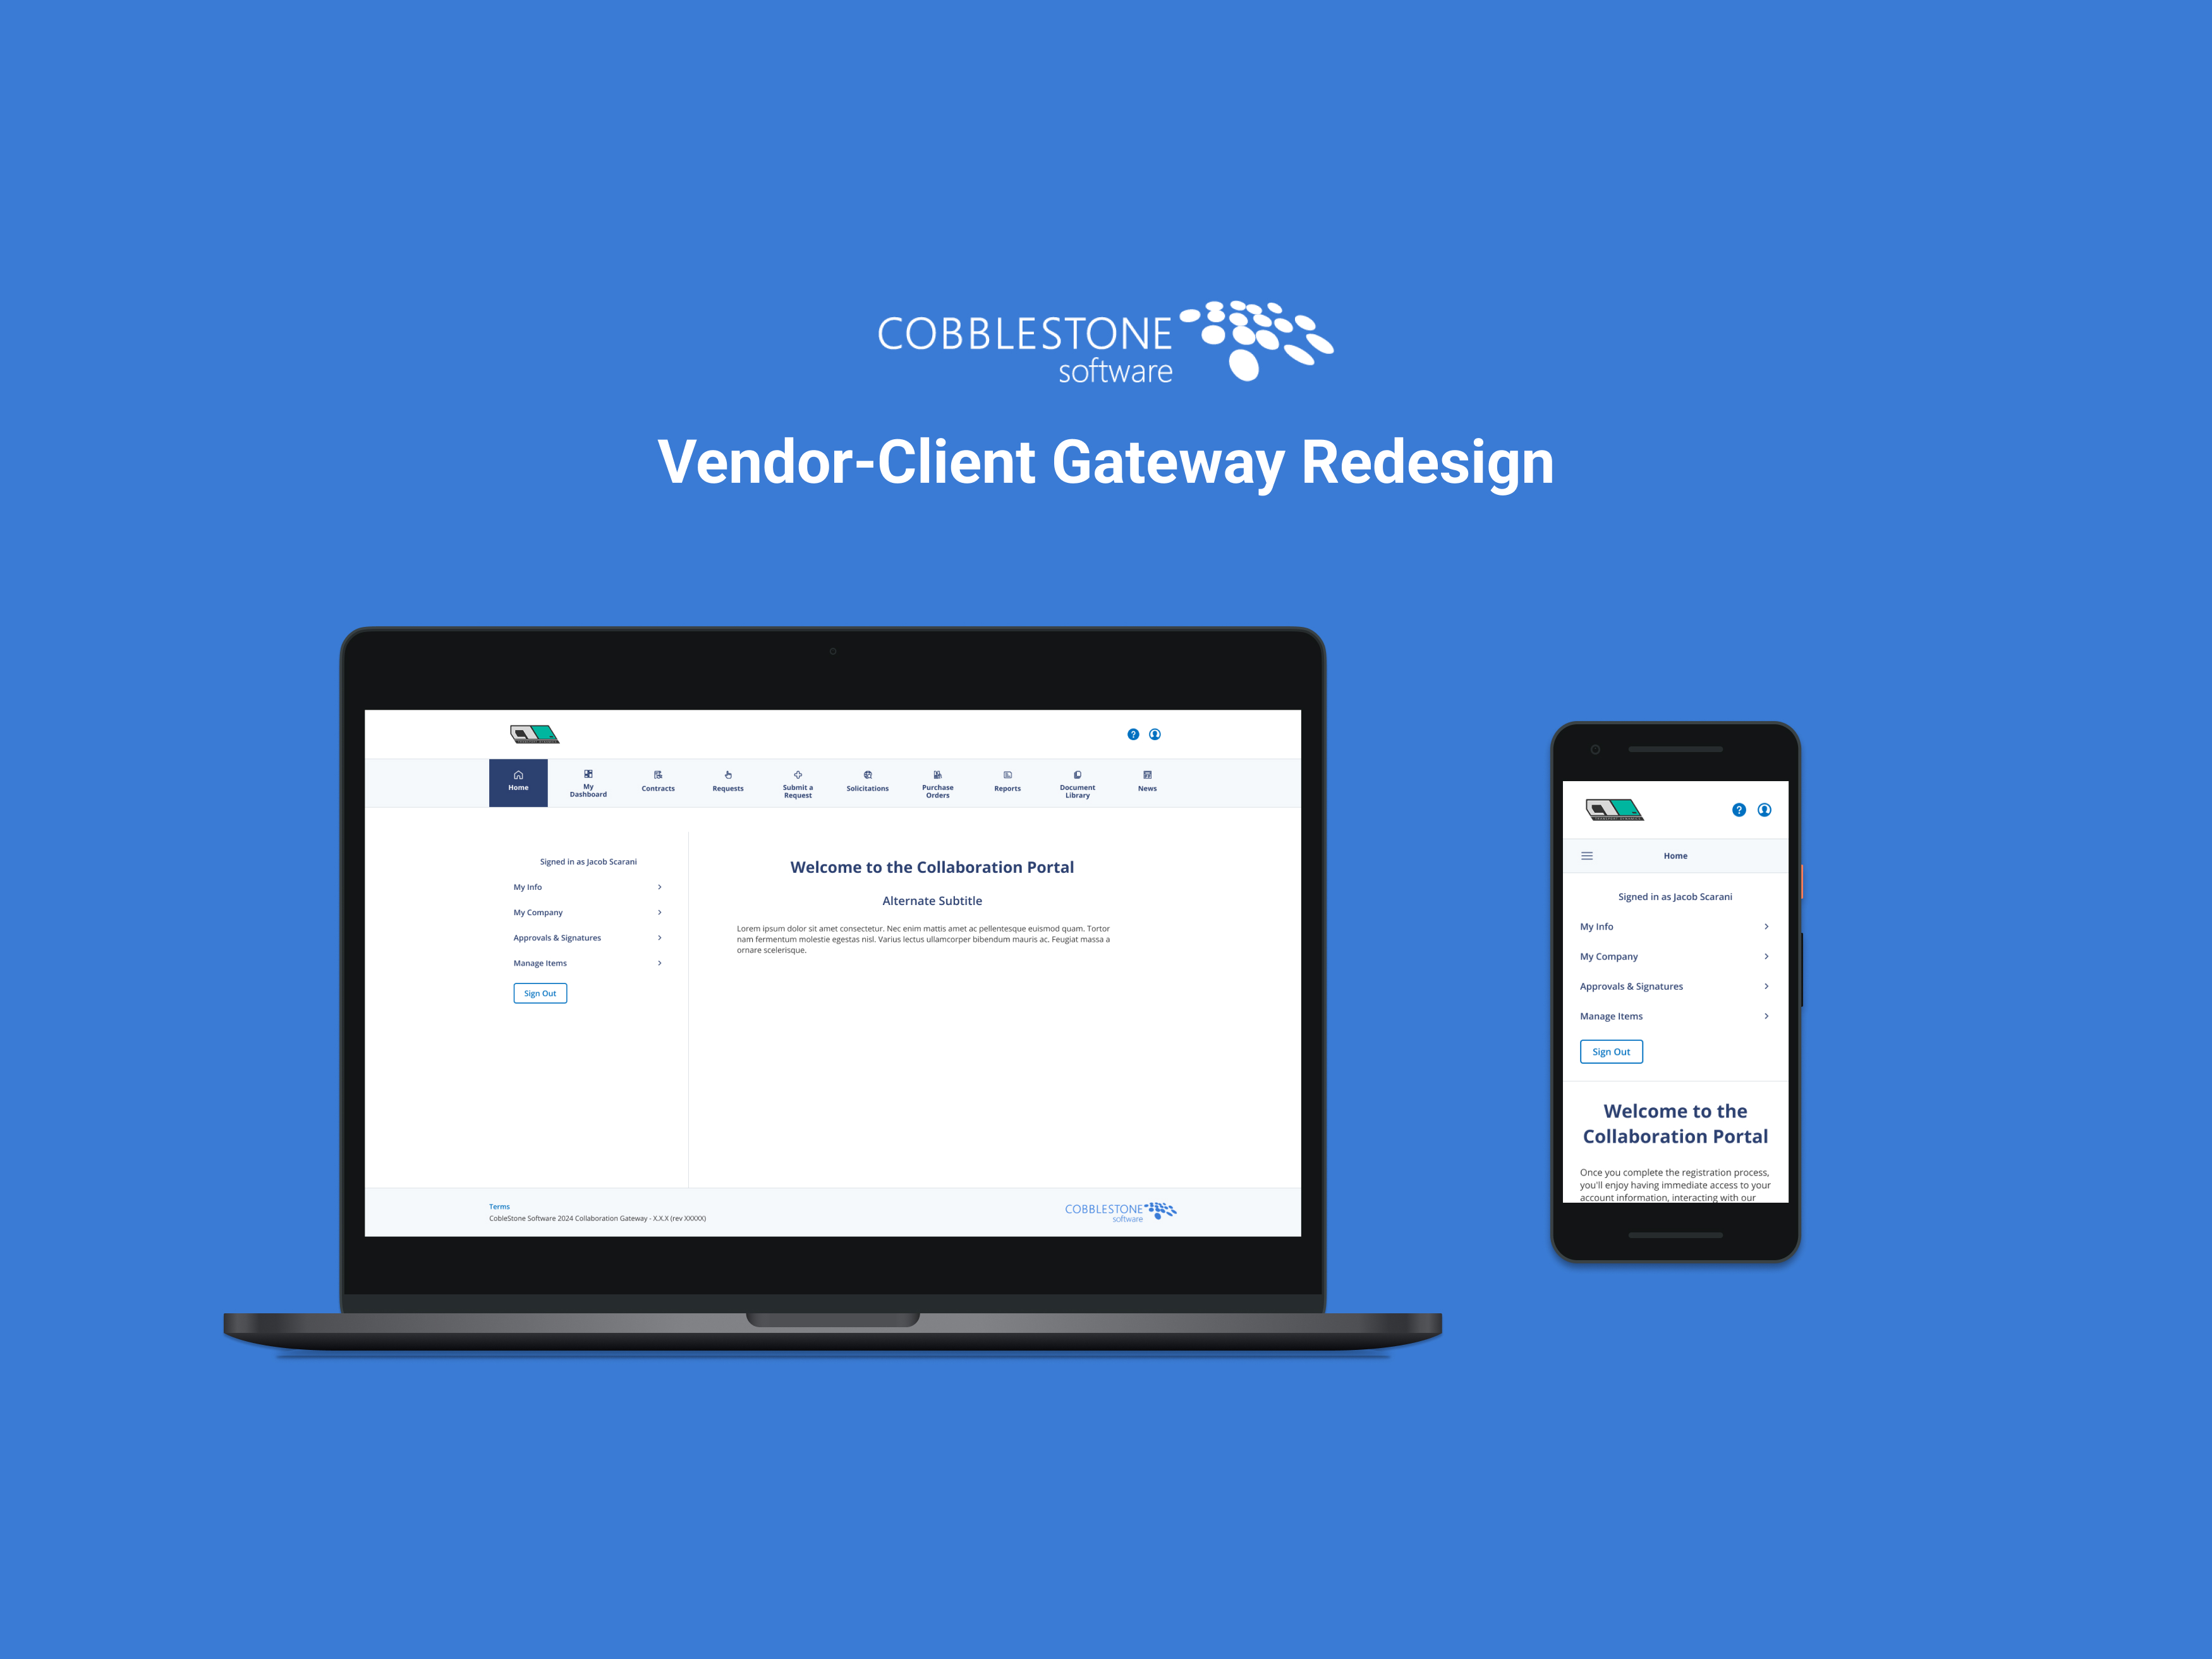 COBBLESTONE
software
Vendor-Client Gateway Redesign
Home
My
Dashboard
Contracts
Requests
Submit a
Request
Solicitations
Purchase
Orders
Reports
Document
Library
News
Signed in as Jacob Scarani
My Info
My Company
Approvals & Signatures
Manage Items
Sign Out
Welcome to the Collaboration Portal
Alternate Subtitle
Lorem ipsum dolor sit amet consectetur. Nec enim mattis amet ac pellentesque euismod quam. Tortor
nam fermentum molestie egestas nisl. Varius lectus ullamcorper bibendum mauris ac. Feugiat massa a
ornare scelerisque.
Terms
CobleStone Software 2024 Collaboration Gateway - X.X.X (rev XXXXX)
COBBLESTONE
software
Home
Signed in as Jacob Scarani
My Info
My Company
Approvals & Signatures
Manage Items
Sign Out
Welcome to the
Collaboration Portal
Once you complete the registration process,
you'll enjoy having immediate access to your
account information, interacting with our